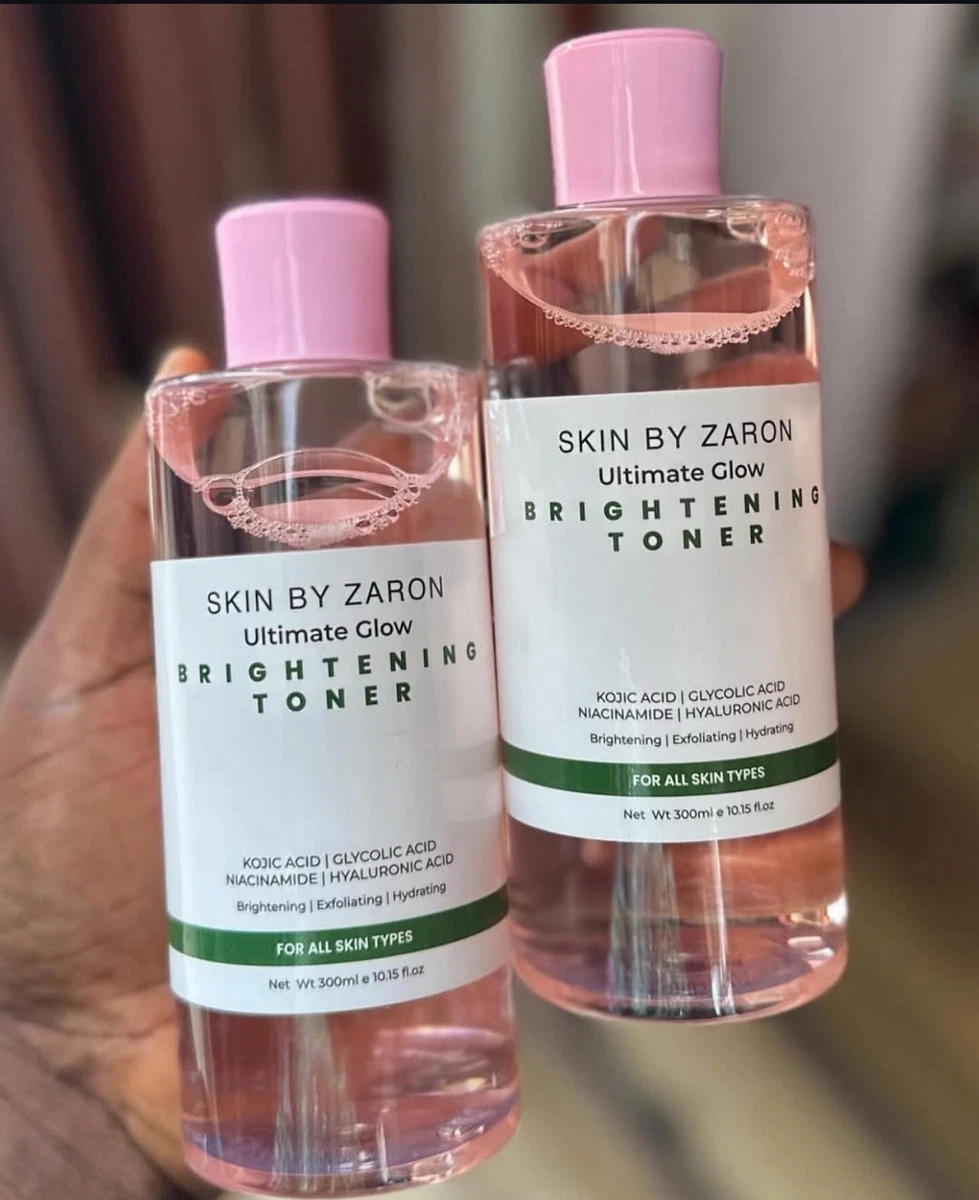 SKIN BY ZARON
Ultimate Glow
BRIGHTENING
TONER
KOJIC ACID | GLYCOLIC ACID
NIACINAMIDE | HYALURONIC ACID
Brightening | Exfoliating | Hydrating
FOR ALL SKIN TYPES
Net Wt 300ml e 10.15 fl.oz
SKIN BY ZARON
Ultimate Glow
BRIGHTENING
TONER
KOJIC ACID | GLYCOLIC ACID
NIACINAMIDE | HYALURONIC ACID
Brightening | Exfoliating | Hydrating
FOR ALL SKIN TYPES
Net Wt 300ml e 10.15 fl.oz